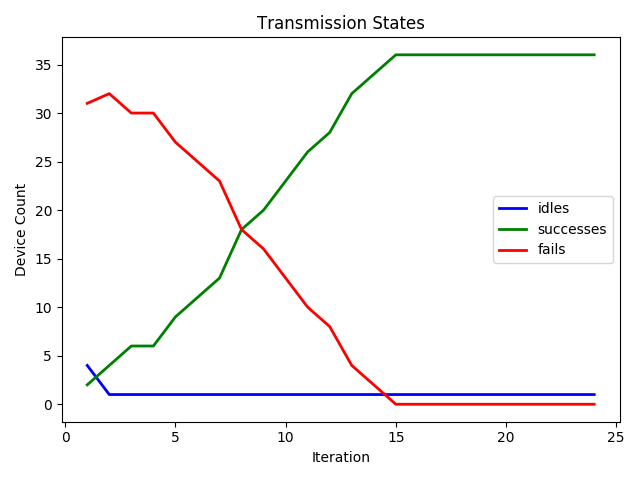 Transmission States
Device Count
35
30
25
20
15
10
5
0
idles
successes
fails
0 5 10 15 20 25
Iteration